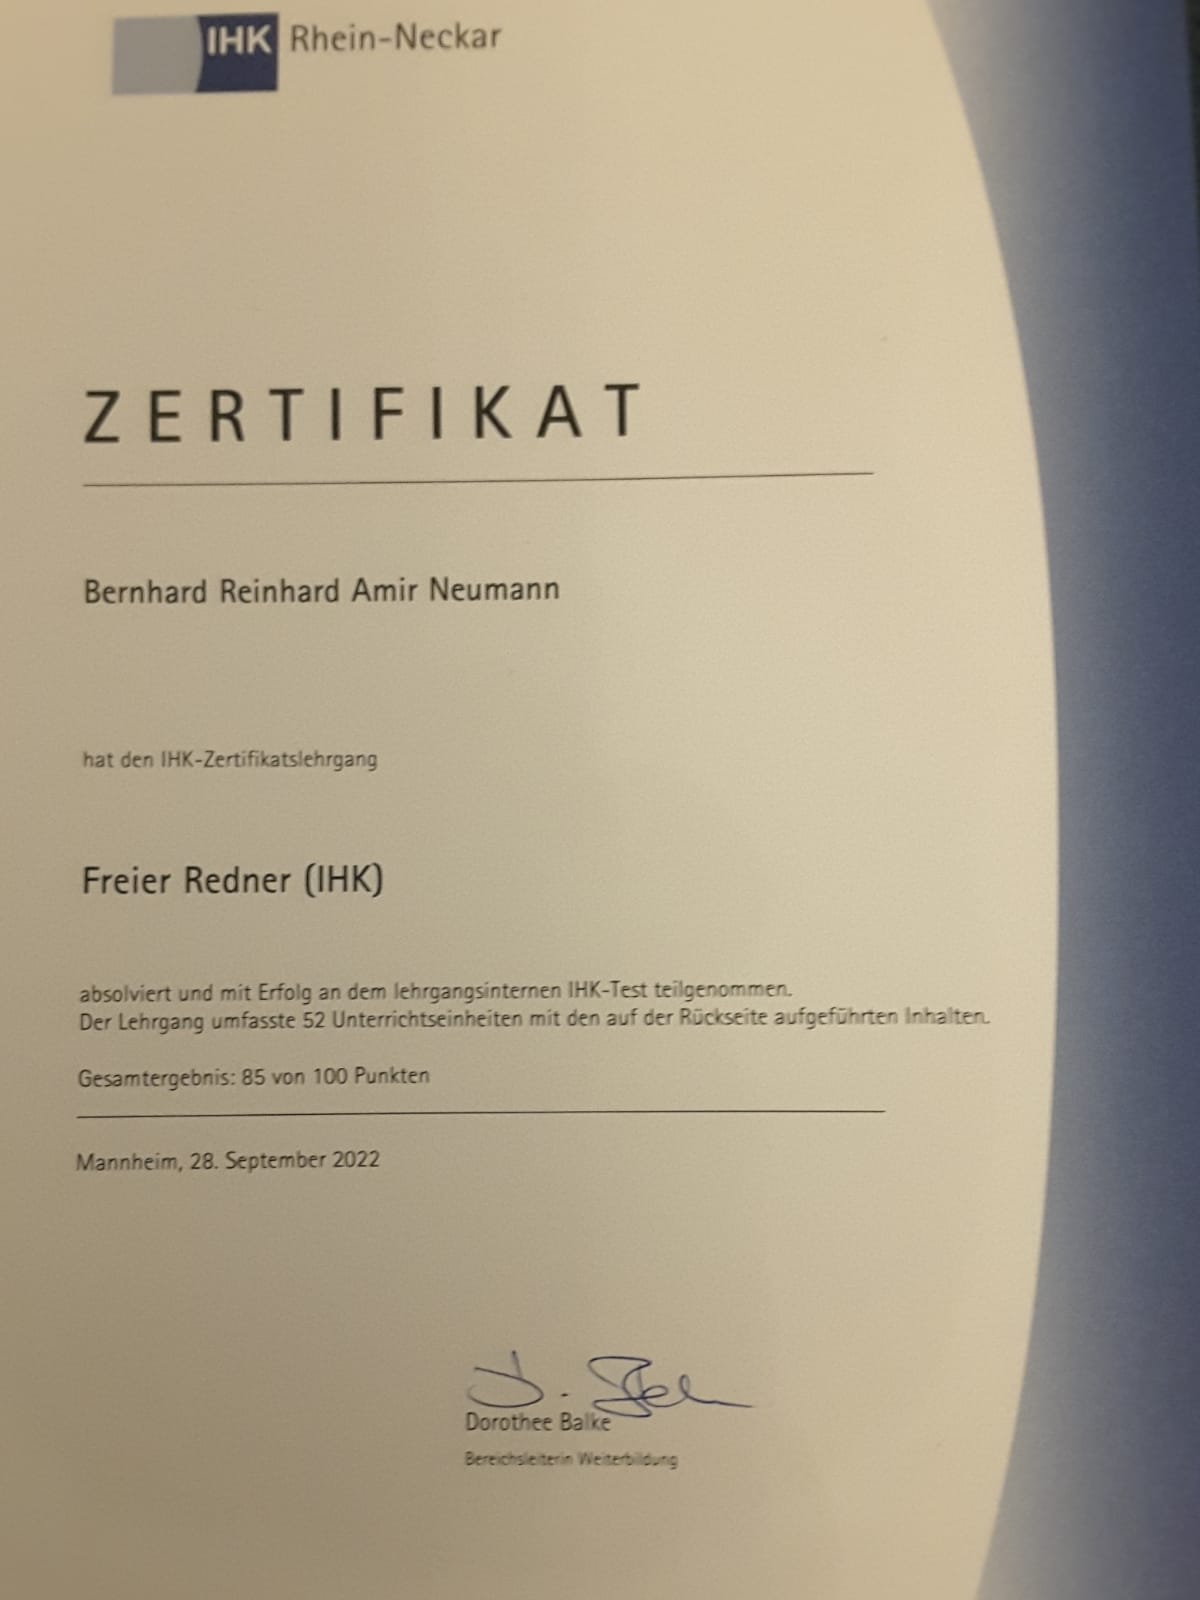 IHK Rhein-Neckar
ZERTIFIKAT
Bernhard Reinhard Amir Neumann
hat den IHK-Zertifikatslehrgang
Freier Redner (IHK)
absolviert und mit Erfolg an dem lehrgangsinternen IHK-Test teilgenommen.
Der Lehrgang umfasste 52 Unterrichtseinheiten mit den auf der Rückseite aufgeführten Inhalten.
Gesamtergebnis: 85 von 100 Punkten
Mannheim, 28. September 2022
Dorothee Balke
Bereichsleiterin Weiterbildung